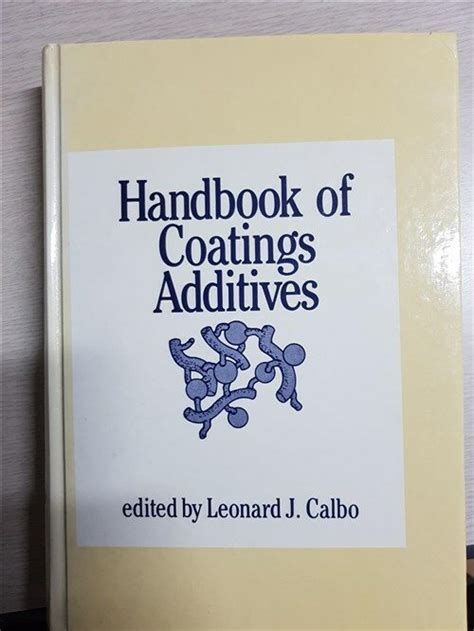 Handbook of
Coatings
Additives
edited by Leonard J. Calbo